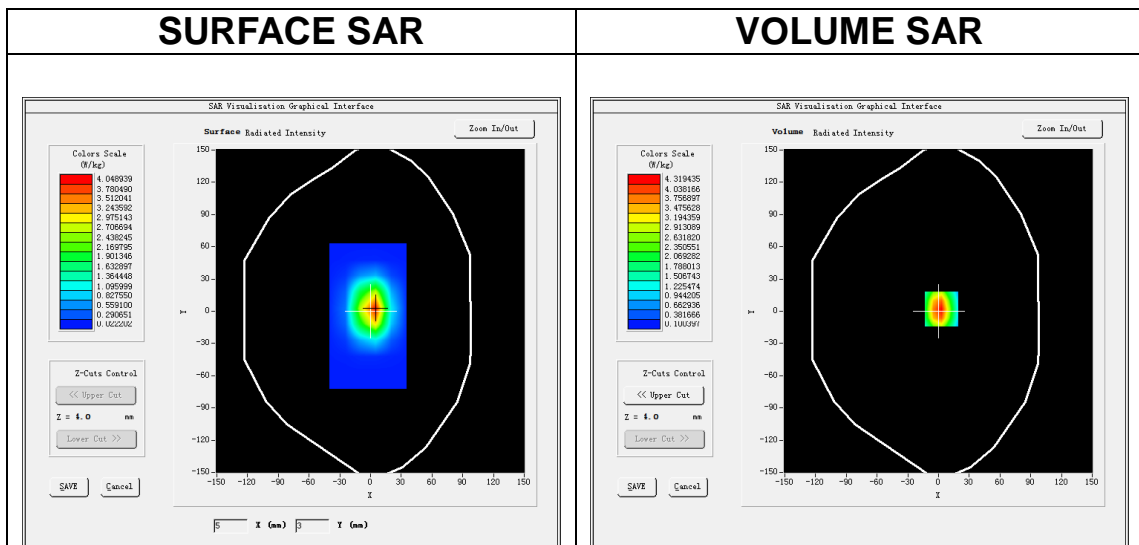 SURFACE SAR
VOLUME SAR
SAR Visualisation Graphical Interface
Surface Radiated Intensity
Zoom In/Out
Colors Scale
(W/kg)
4.048939
3.780490
3.512041
3.243592
2.975143
2.706694
2.438245
2.169795
1.901346
1.632897
1.364448
1.095999
0.827550
0.559100
0.290651
0.022202
150
120
90
60
30
0
-30
-60
-90
-120
-150
Y
-150 -120 -90 -60 -30 0 30 60 90 120 150
X
Z-Cuts Control
<< Upper Cut
Z = 4.0 mm
Lower Cut >>
SAVE Cancel
5 X (mm) 3 Y (mm)
SAR Visualisation Graphical Interface
Volume Radiated Intensity
Zoom In/Out
Colors Scale
(W/kg)
4.319435
4.038166
3.756897
3.475628
3.194359
2.913089
2.631820
2.350551
2.069282
1.788013
1.506743
1.225474
0.944205
0.662936
0.381666
0.100397
150
120
90
60
30
0
-30
-60
-90
-120
-150
Y
-150 -120 -90 -60 -30 0 30 60 90 120 150
X
Z-Cuts Control
<< Upper Cut
Z = 4.0 mm
Lower Cut >>
SAVE Cancel